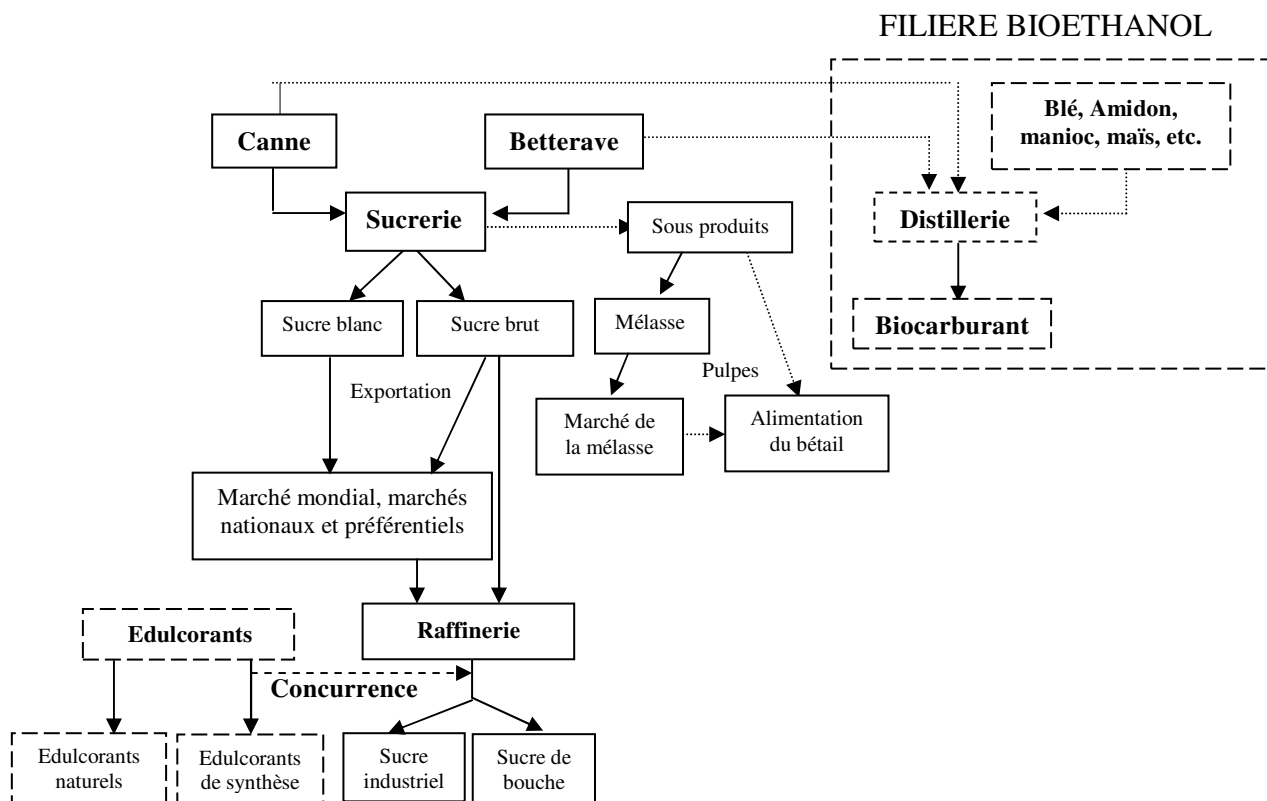 FILIERE BIOETHANOL
Blé, Amidon,
manioc, maïs, etc.
Canne
Betterave
Sucrerie
Sous produits
Distillerie
Sucre blanc
Sucre brut
Mélasse
Biocarburant
Exportation
Pulpes
Marché de
la mélasse
Alimentation
du bétail
Marché mondial, marchés
nationaux et préférentiels
Edulcorants
Raffinerie
Concurrence
Edulcorants
naturels
Edulcorants
de synthèse
Sucre
industriel
Sucre de
bouche